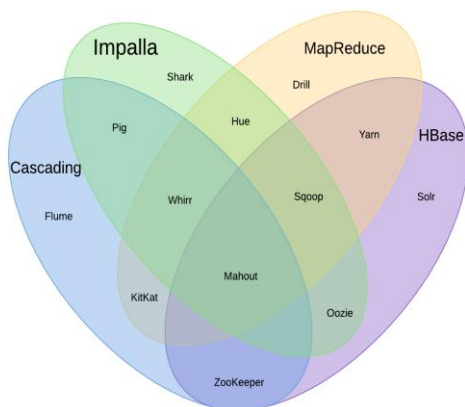 Impalla
MapReduce
Shark
Drill
Pig
Hue
Yarn
HBase
Cascading
Whirr
Sqoop
Solr
Flume
Mahout
KitKat
Oozie
ZooKeeper